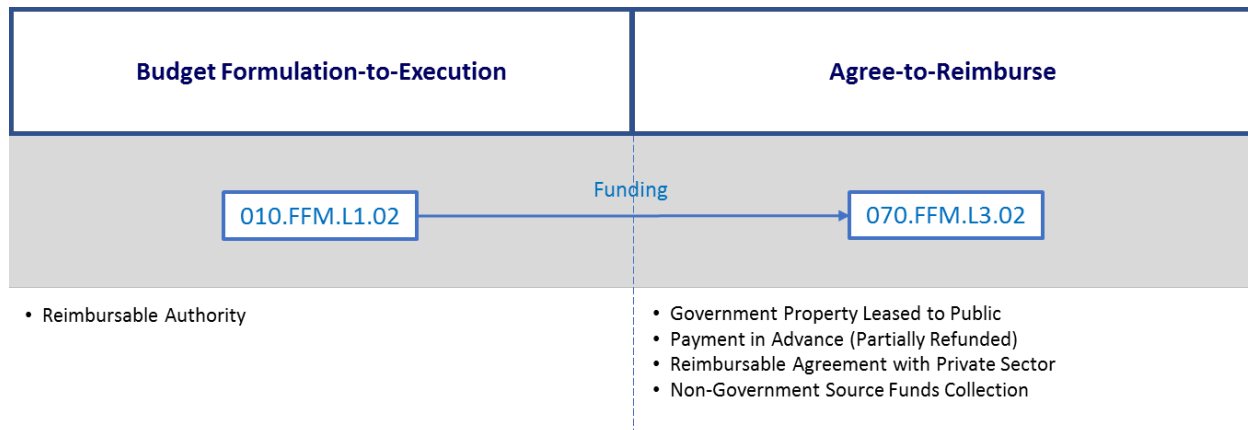 Budget Formulation-to-Execution
Agree-to-Reimburse
Funding
010.FFM.L1.02
070.FFM.L3.02
• Reimbursable Authority
• Government Property Leased to Public
• Payment in Advance (Partially Refunded)
• Reimbursable Agreement with Private Sector
• Non-Government Source Funds Collection